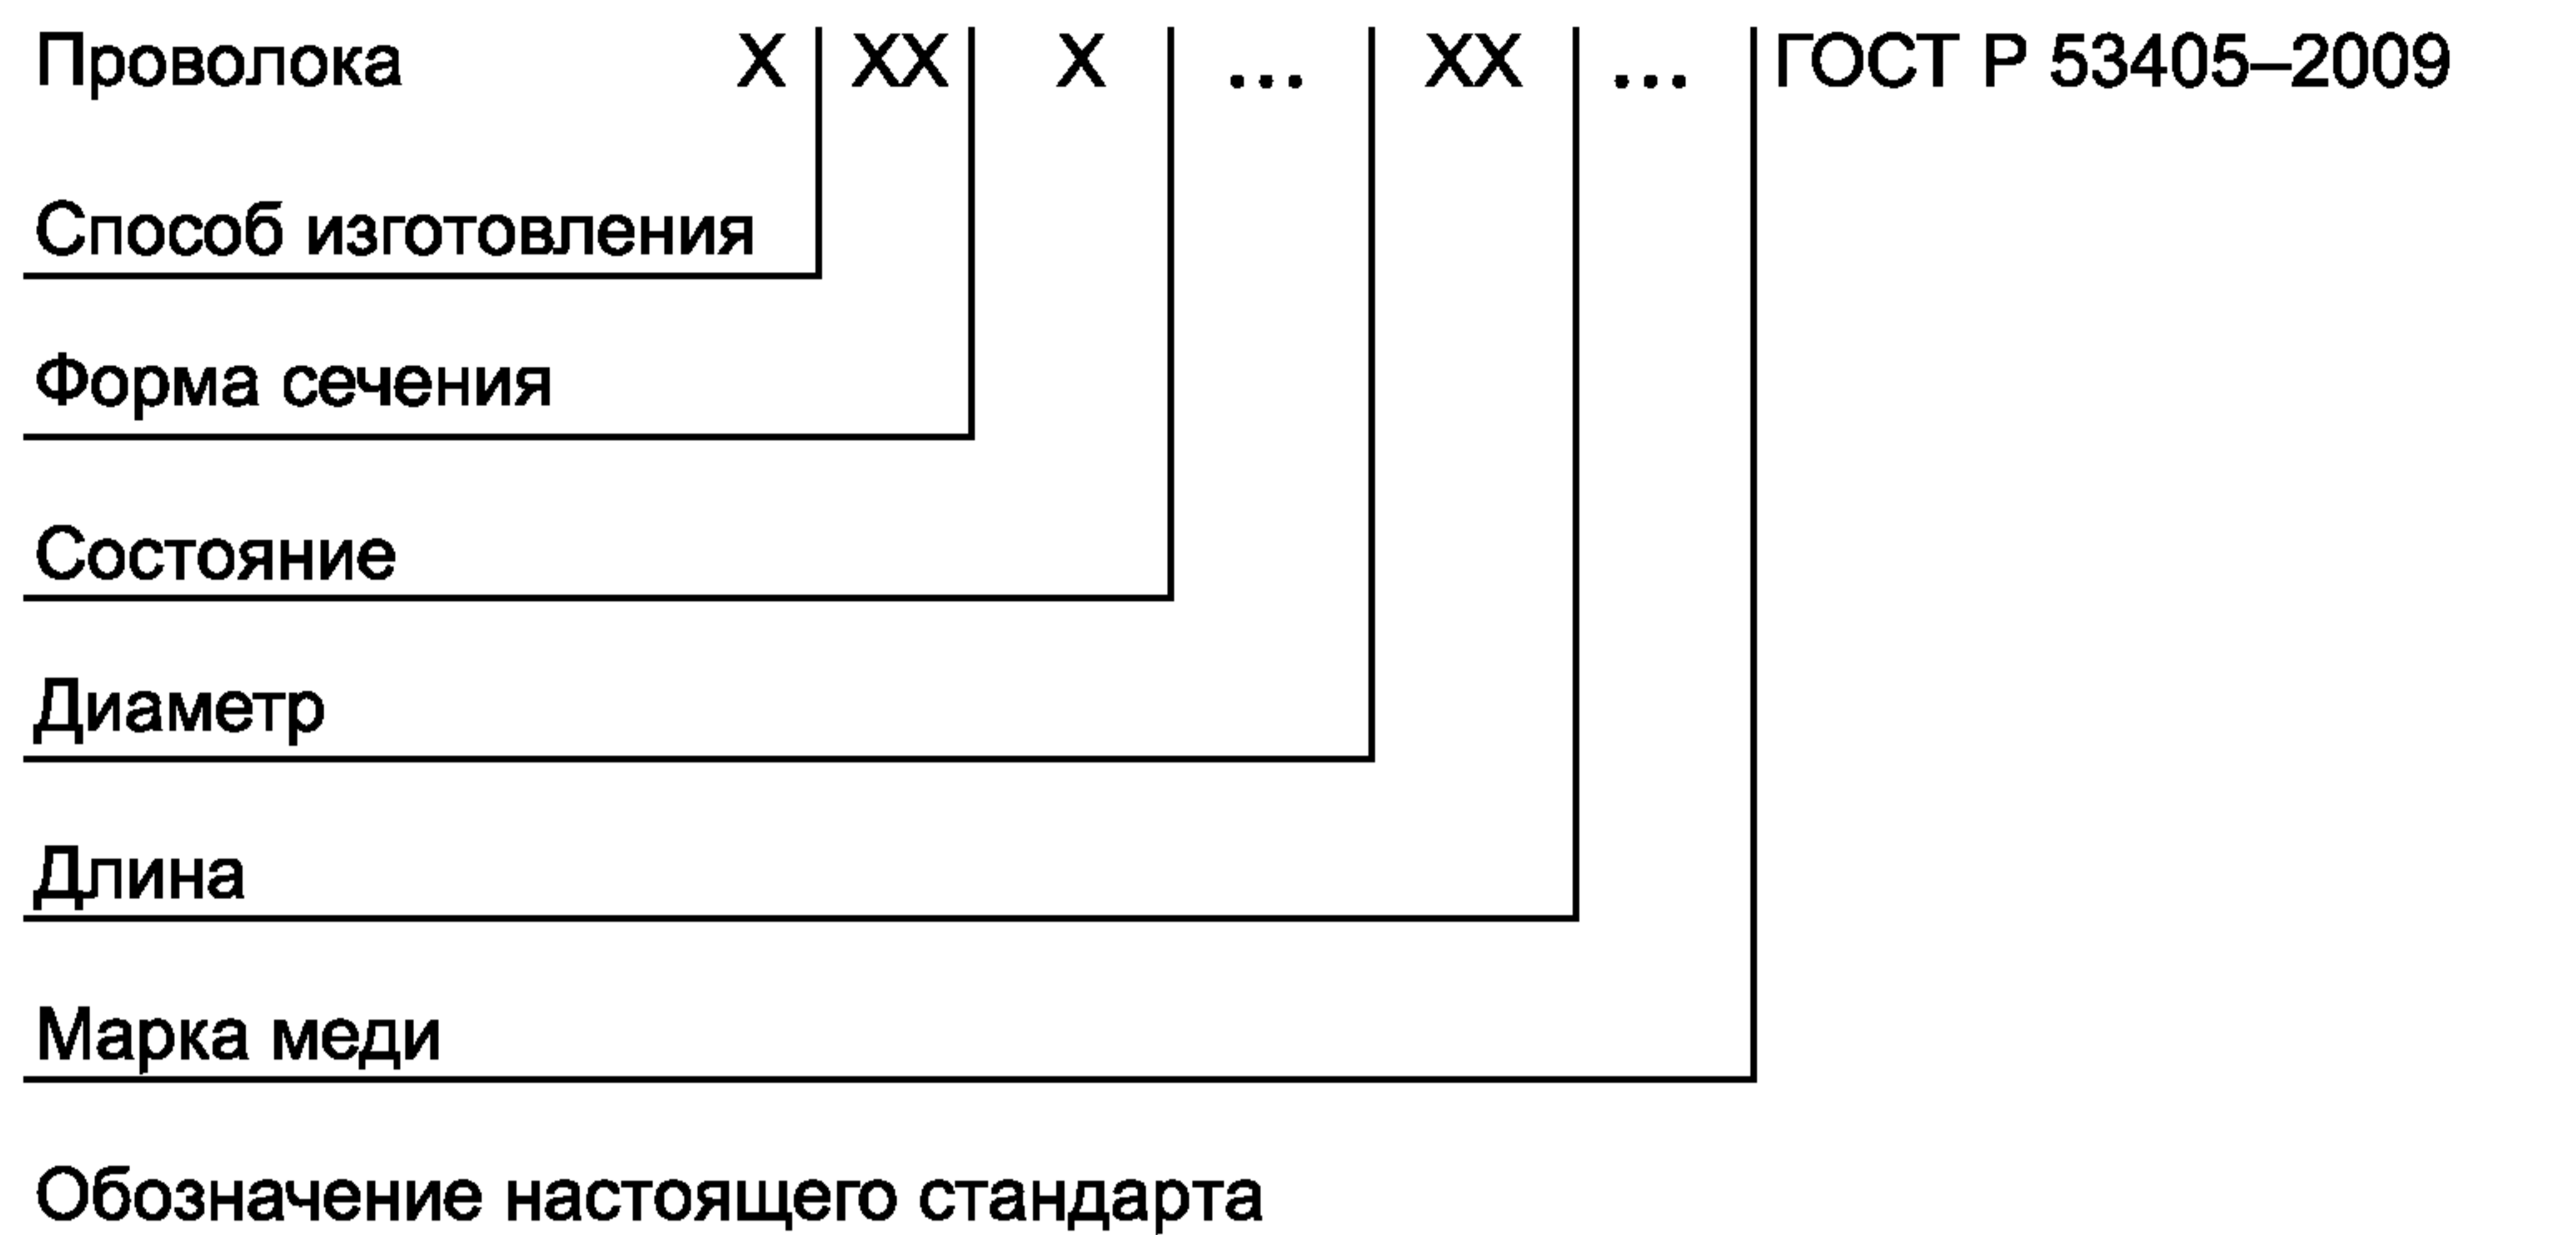 Проволока X XX X ... XX ... ГОСТ Р 53405–2009
Способ изготовления
Форма сечения
Состояние
Диаметр
Длина
Марка меди
Обозначение настоящего стандарта